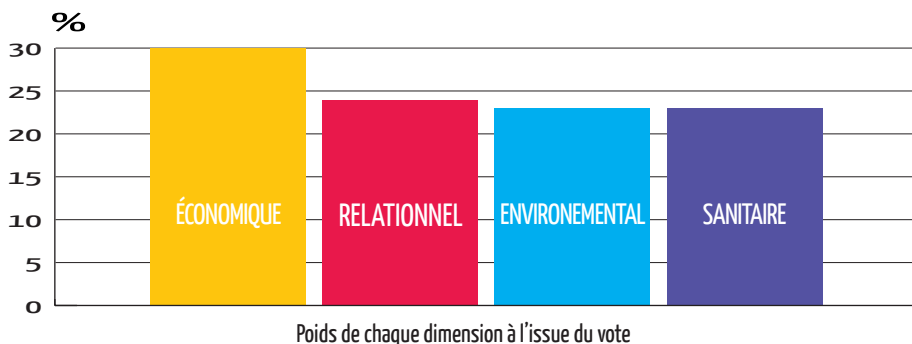 %
30
25
20
15
10
5
0
ÉCONOMIQUE
RELATIONNEL
ENVIRONEMENTAL
SANITAIRE
Poids de chaque dimension à l'issue du vote